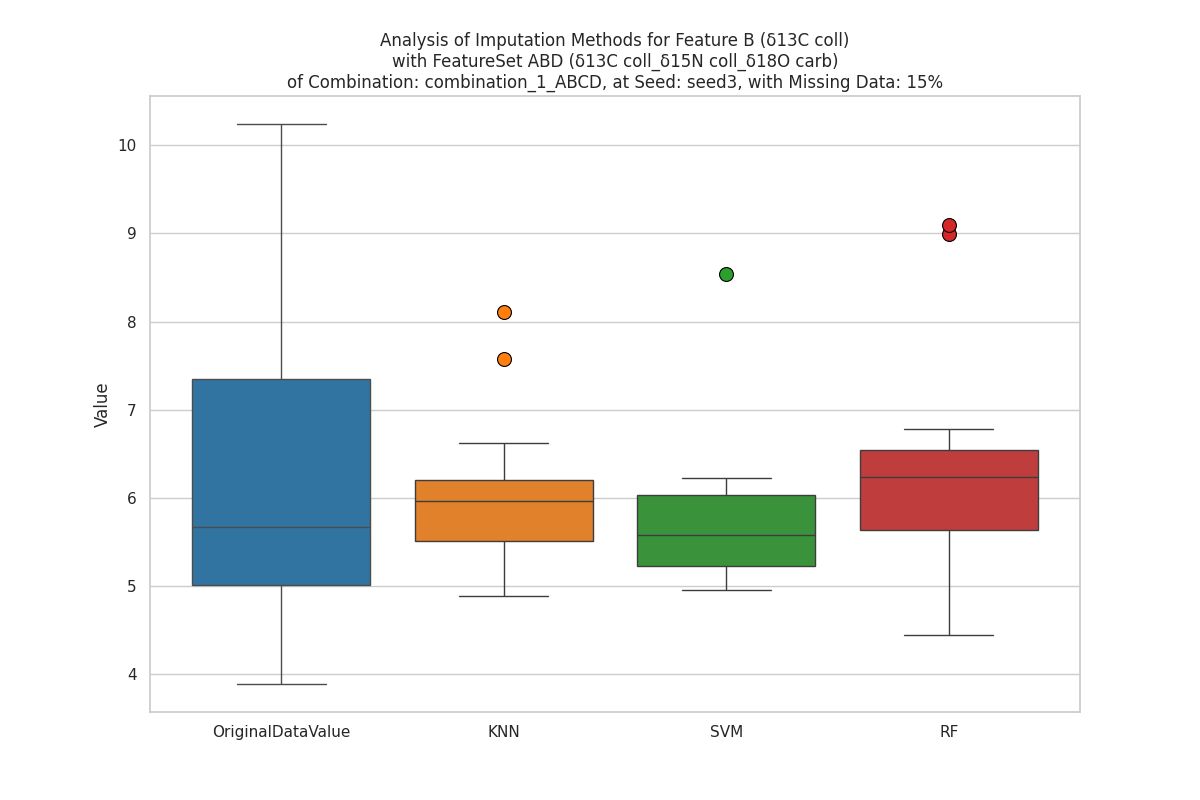 Analysis of Imputation Methods for Feature B (δ13C coll)
with FeatureSet ABD (δ13C coll_δ15N coll_δ18O carb)
of Combination: combination_1_ABCD, at Seed: seed3, with Missing Data: 15%
10
9
8
7
6
5
4
Value
OriginalDataValue
KNN
SVM
RF